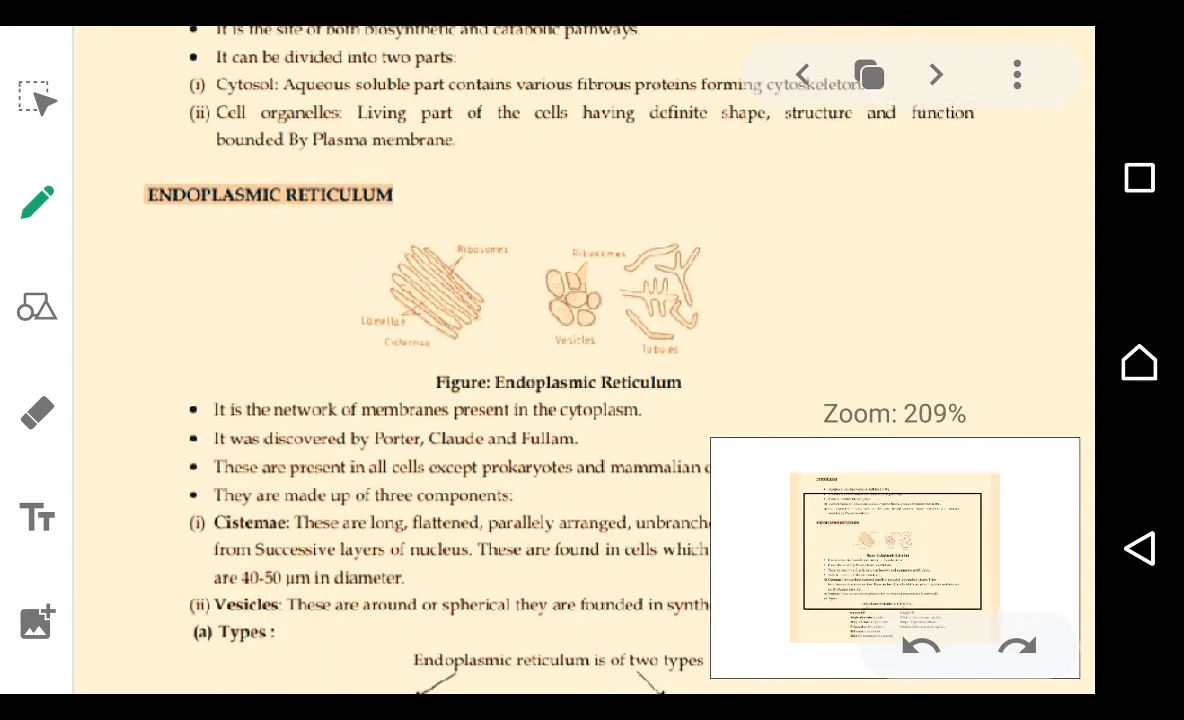 It is the site of both biosynthetic and catabolic pathways
• It can be divided into two parts:
(i) Cytosol: Aqueous soluble part contains various fibrous proteins forming cytoskeleton.
(ii) Cell organelles: Living part of the cells having definite shape, structure and function
bounded By Plasma membrane.
ENDOPLASMIC RETICULUM
Ribosomes
Ribosomes
Lamellae
Cisternae
Vesicles
Tubules
Figure: Endoplasmic Reticulum
• It is the network of membranes present in the cytoplasm.
• It was discovered by Porter, Claude and Fullam.
Zoom: 209%
• These are present in all cells except prokaryotes and mammalian
• They are made up of three components:
(i) Cistemae: These are long, flattened, parallely arranged, unbranch
from Successive layers of nucleus. These are found in cells which
are 40-50 µm in diameter.
(ii) Vesicles: These are around or spherical they are founded in synth
(a) Types :
Endoplasmic reticulum is of two types
TT